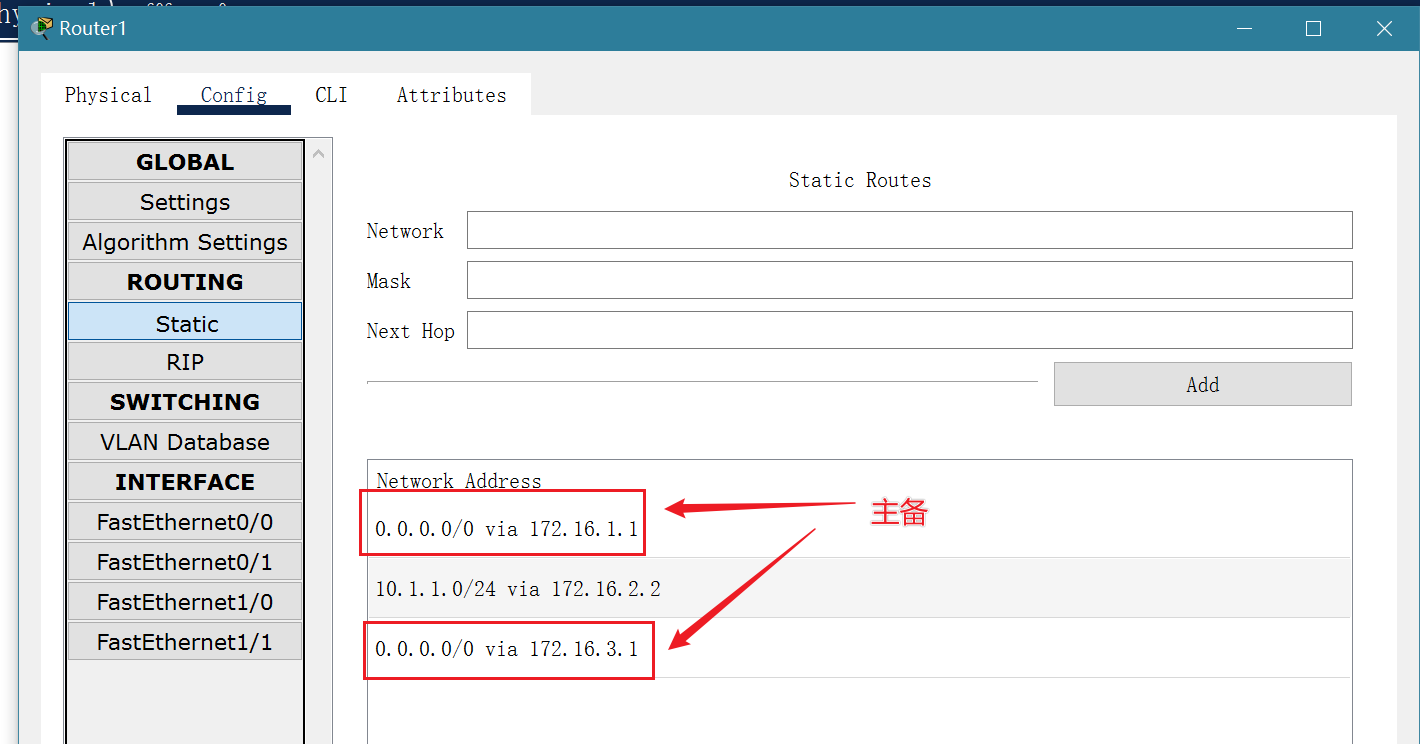 Router1
Physical Config CLI Attributes
GLOBAL
Settings
Algorithm Settings
ROUTING
Static
RIP
SWITCHING
VLAN Database
INTERFACE
FastEthernet0/0
FastEthernet0/1
FastEthernet1/0
FastEthernet1/1
Static Routes
Network
Mask
Next Hop
Add
Network Address
0.0.0.0/0 via 172.16.1.1
主备
10.1.1.0/24 via 172.16.2.2
0.0.0.0/0 via 172.16.3.1